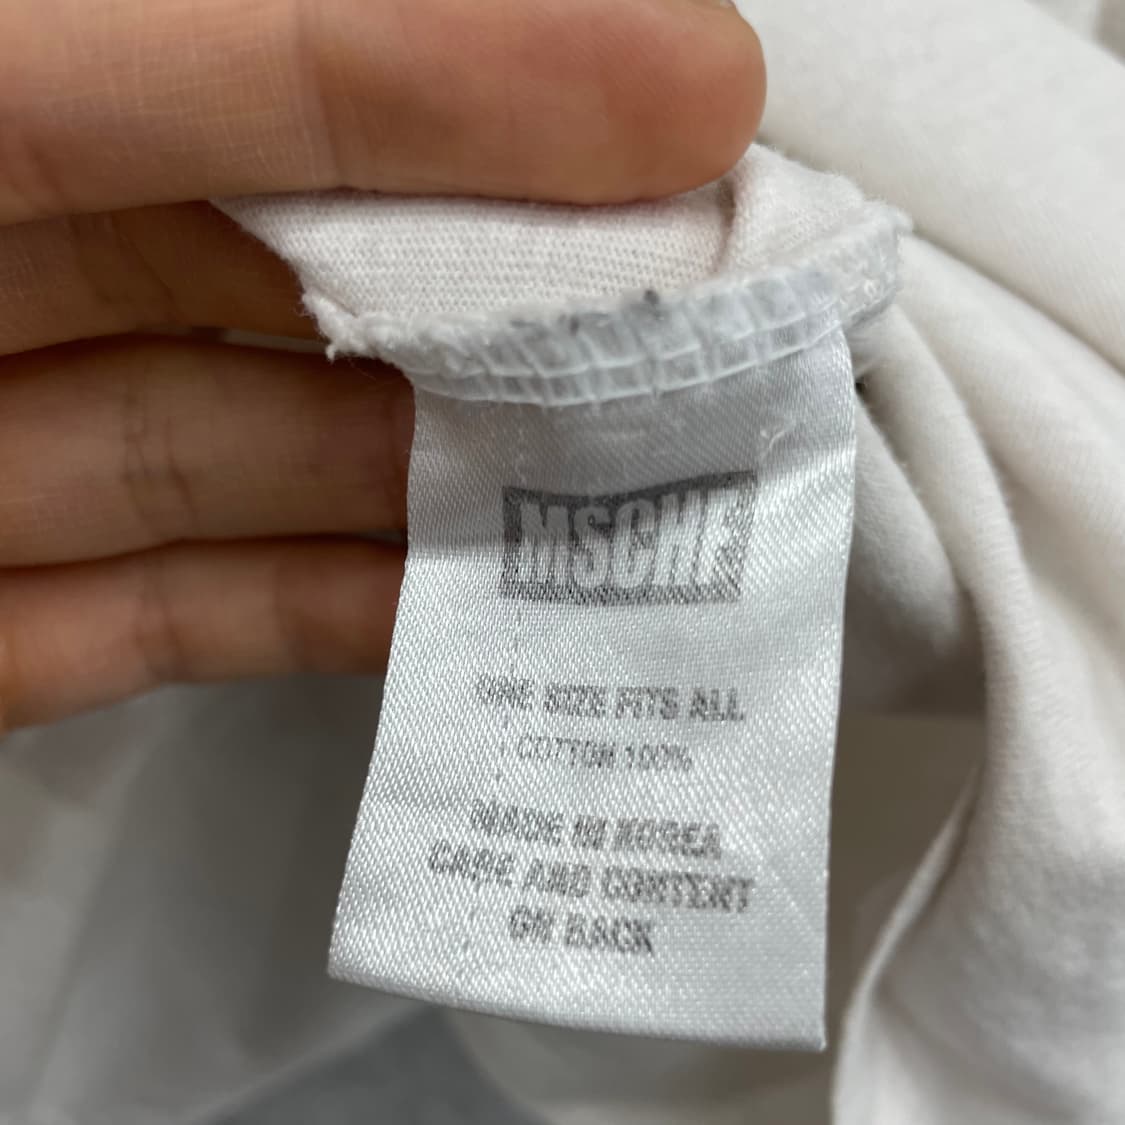 MSCHF
ONE SIZE FITS ALL
COTTON 100%
MADE IN KOREA
CARE AND CONTENT
ON BACK